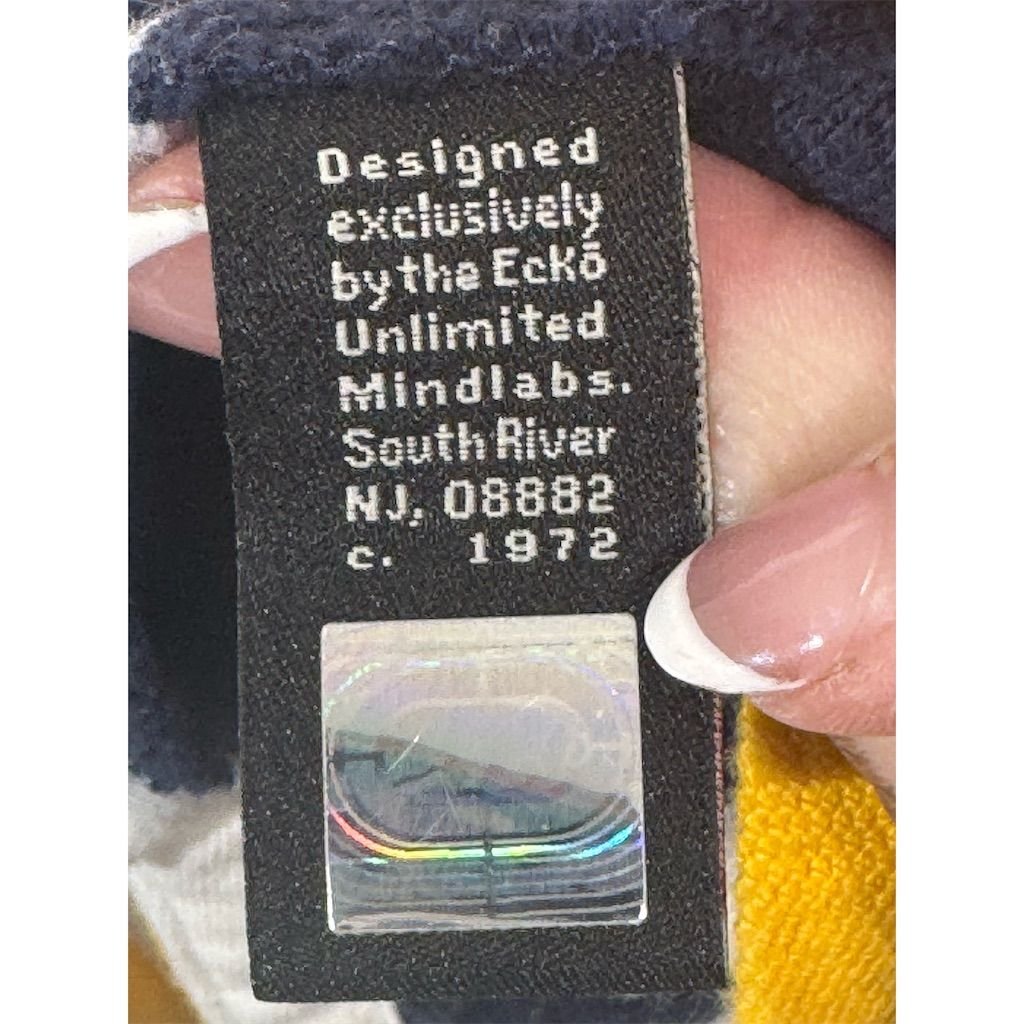 Designed
exclusively
by the Eckō
Unlimited
Mindlabs.
South River
NJ, 08882
c. 1972